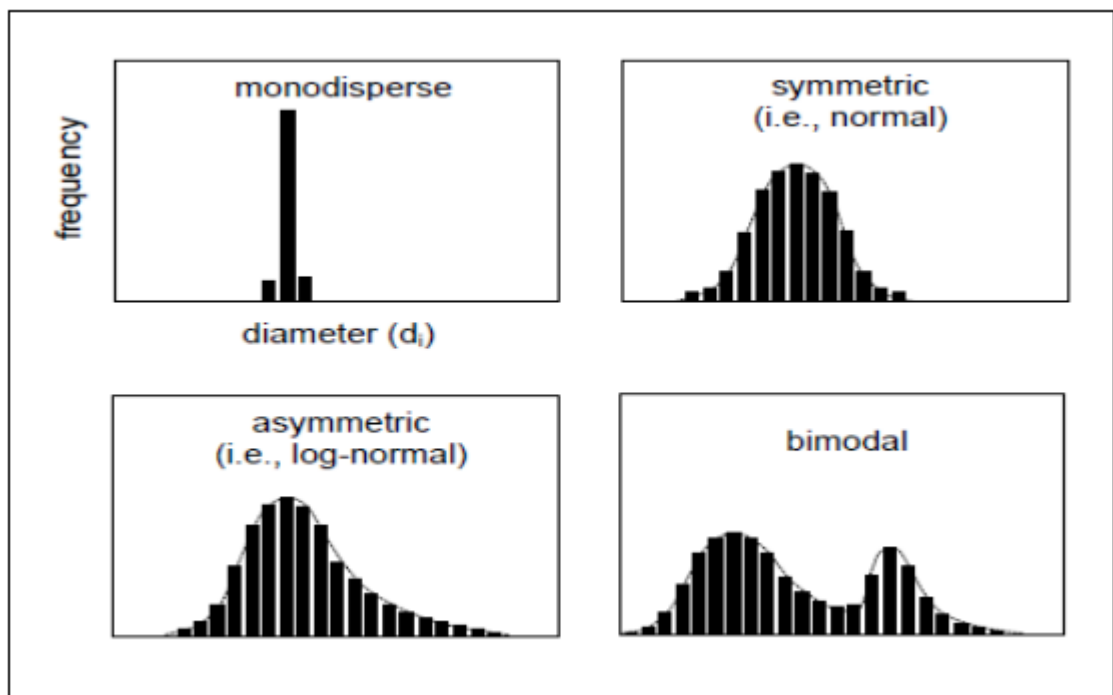 monodisperse
frequency
diameter (dᵢ)
symmetric
(i.e., normal)
asymmetric
(i.e., log-normal)
bimodal